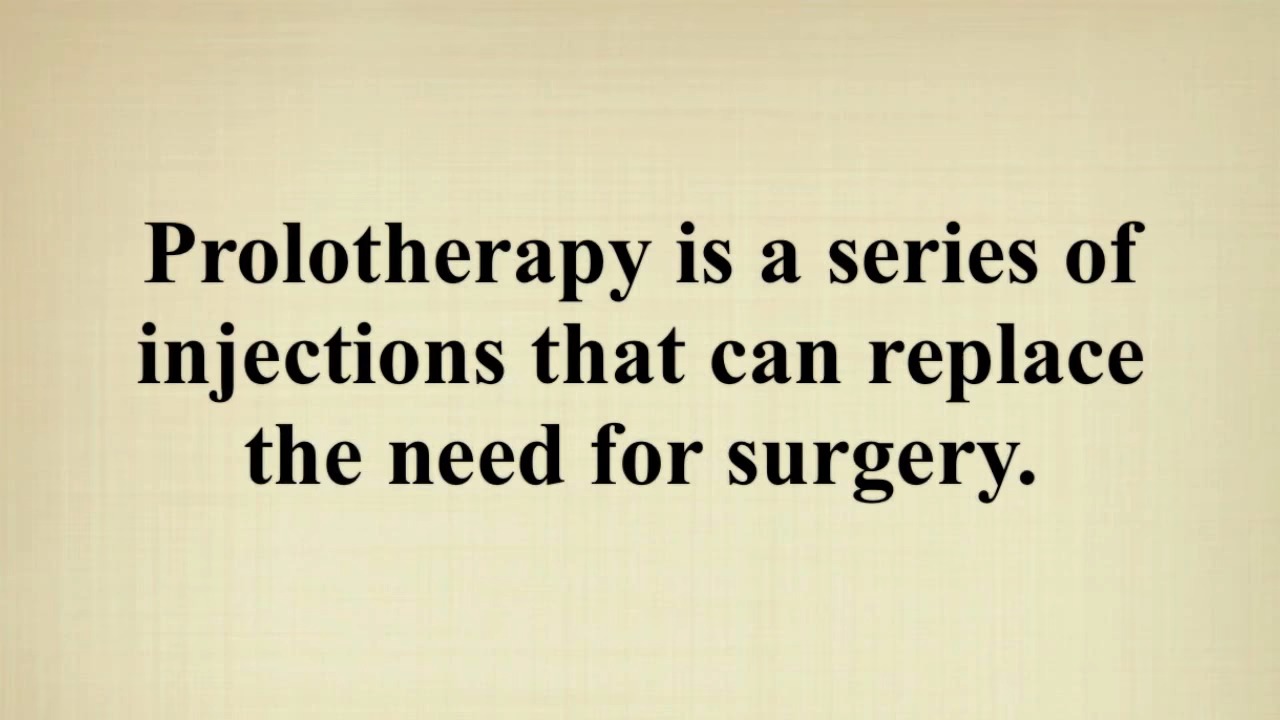 Prolotherapy is a series of
injections that can replace
the need for surgery.